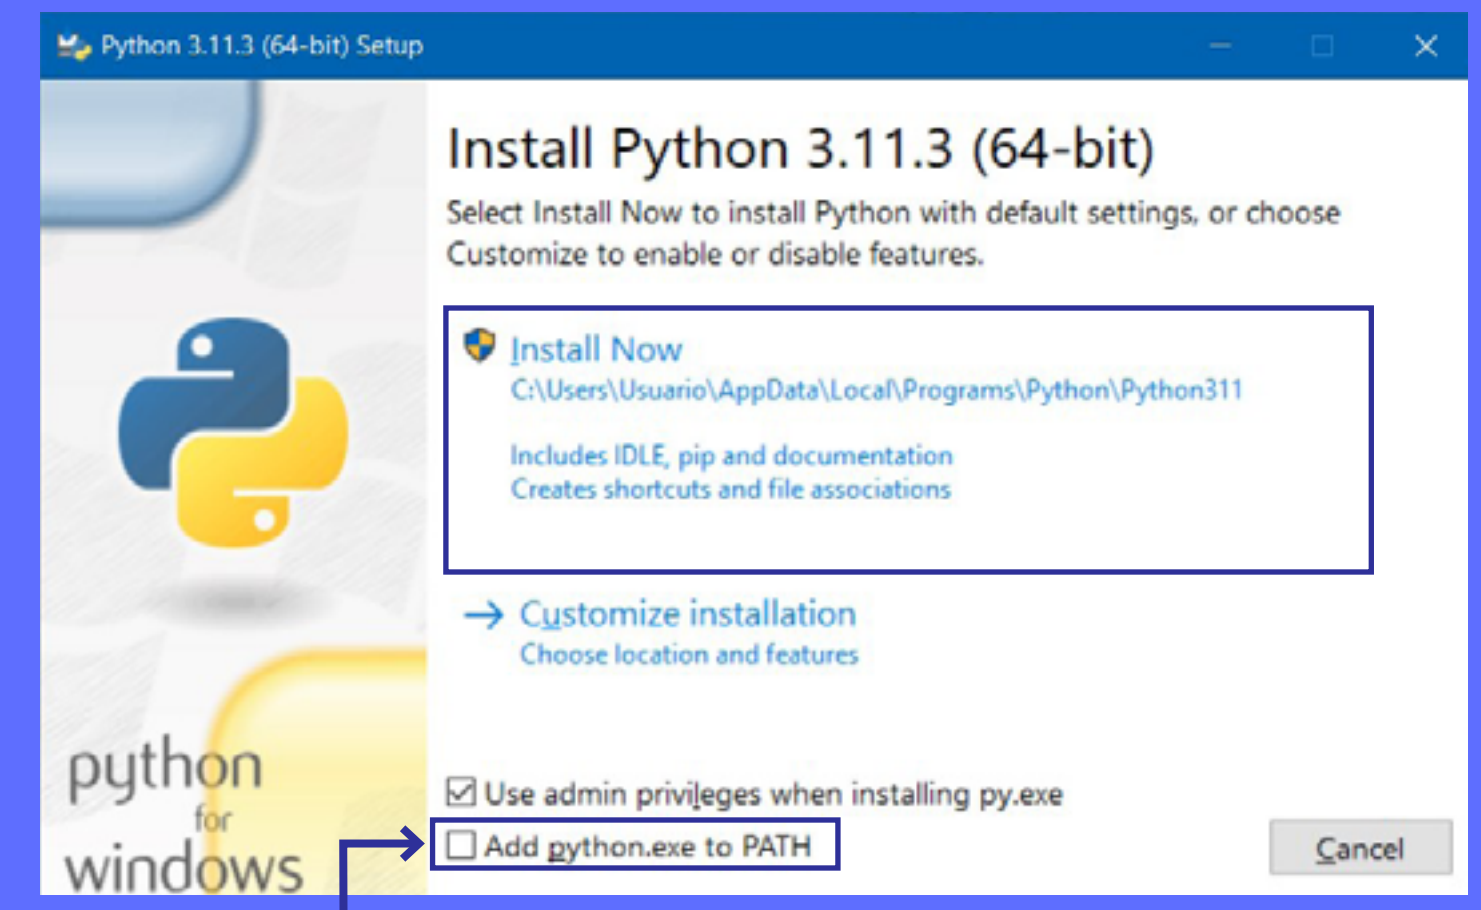 Python 3.11.3 (64-bit) Setup
Install Python 3.11.3 (64-bit)
Select Install Now to install Python with default settings, or choose
Customize to enable or disable features.
Install Now
C:\Users\Usuario\AppData\Local\Programs\Python\Python311
Includes IDLE, pip and documentation
Creates shortcuts and file associations
Customize installation
Choose location and features
Use admin privileges when installing py.exe
Add python.exe to PATH
Cancel
python
for
windows